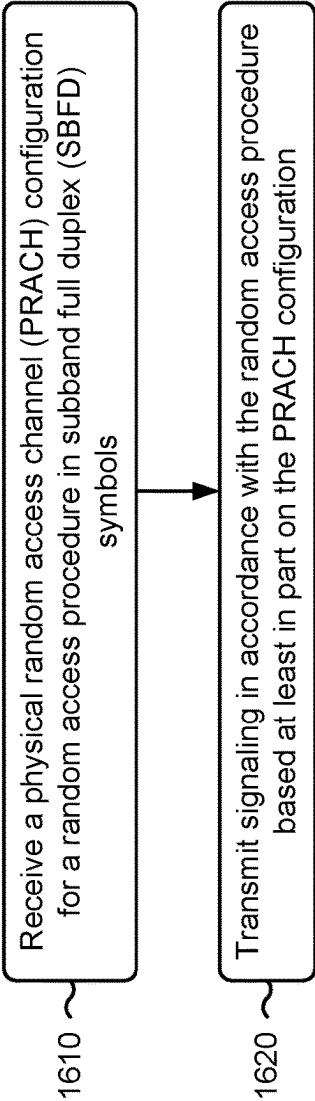 1610
Receive a physical random access channel (PRACH) configuration
for a random access procedure in subband full duplex (SBFD)
symbols
1620
Transmit signaling in accordance with the random access procedure
based at least in part on the PRACH configuration